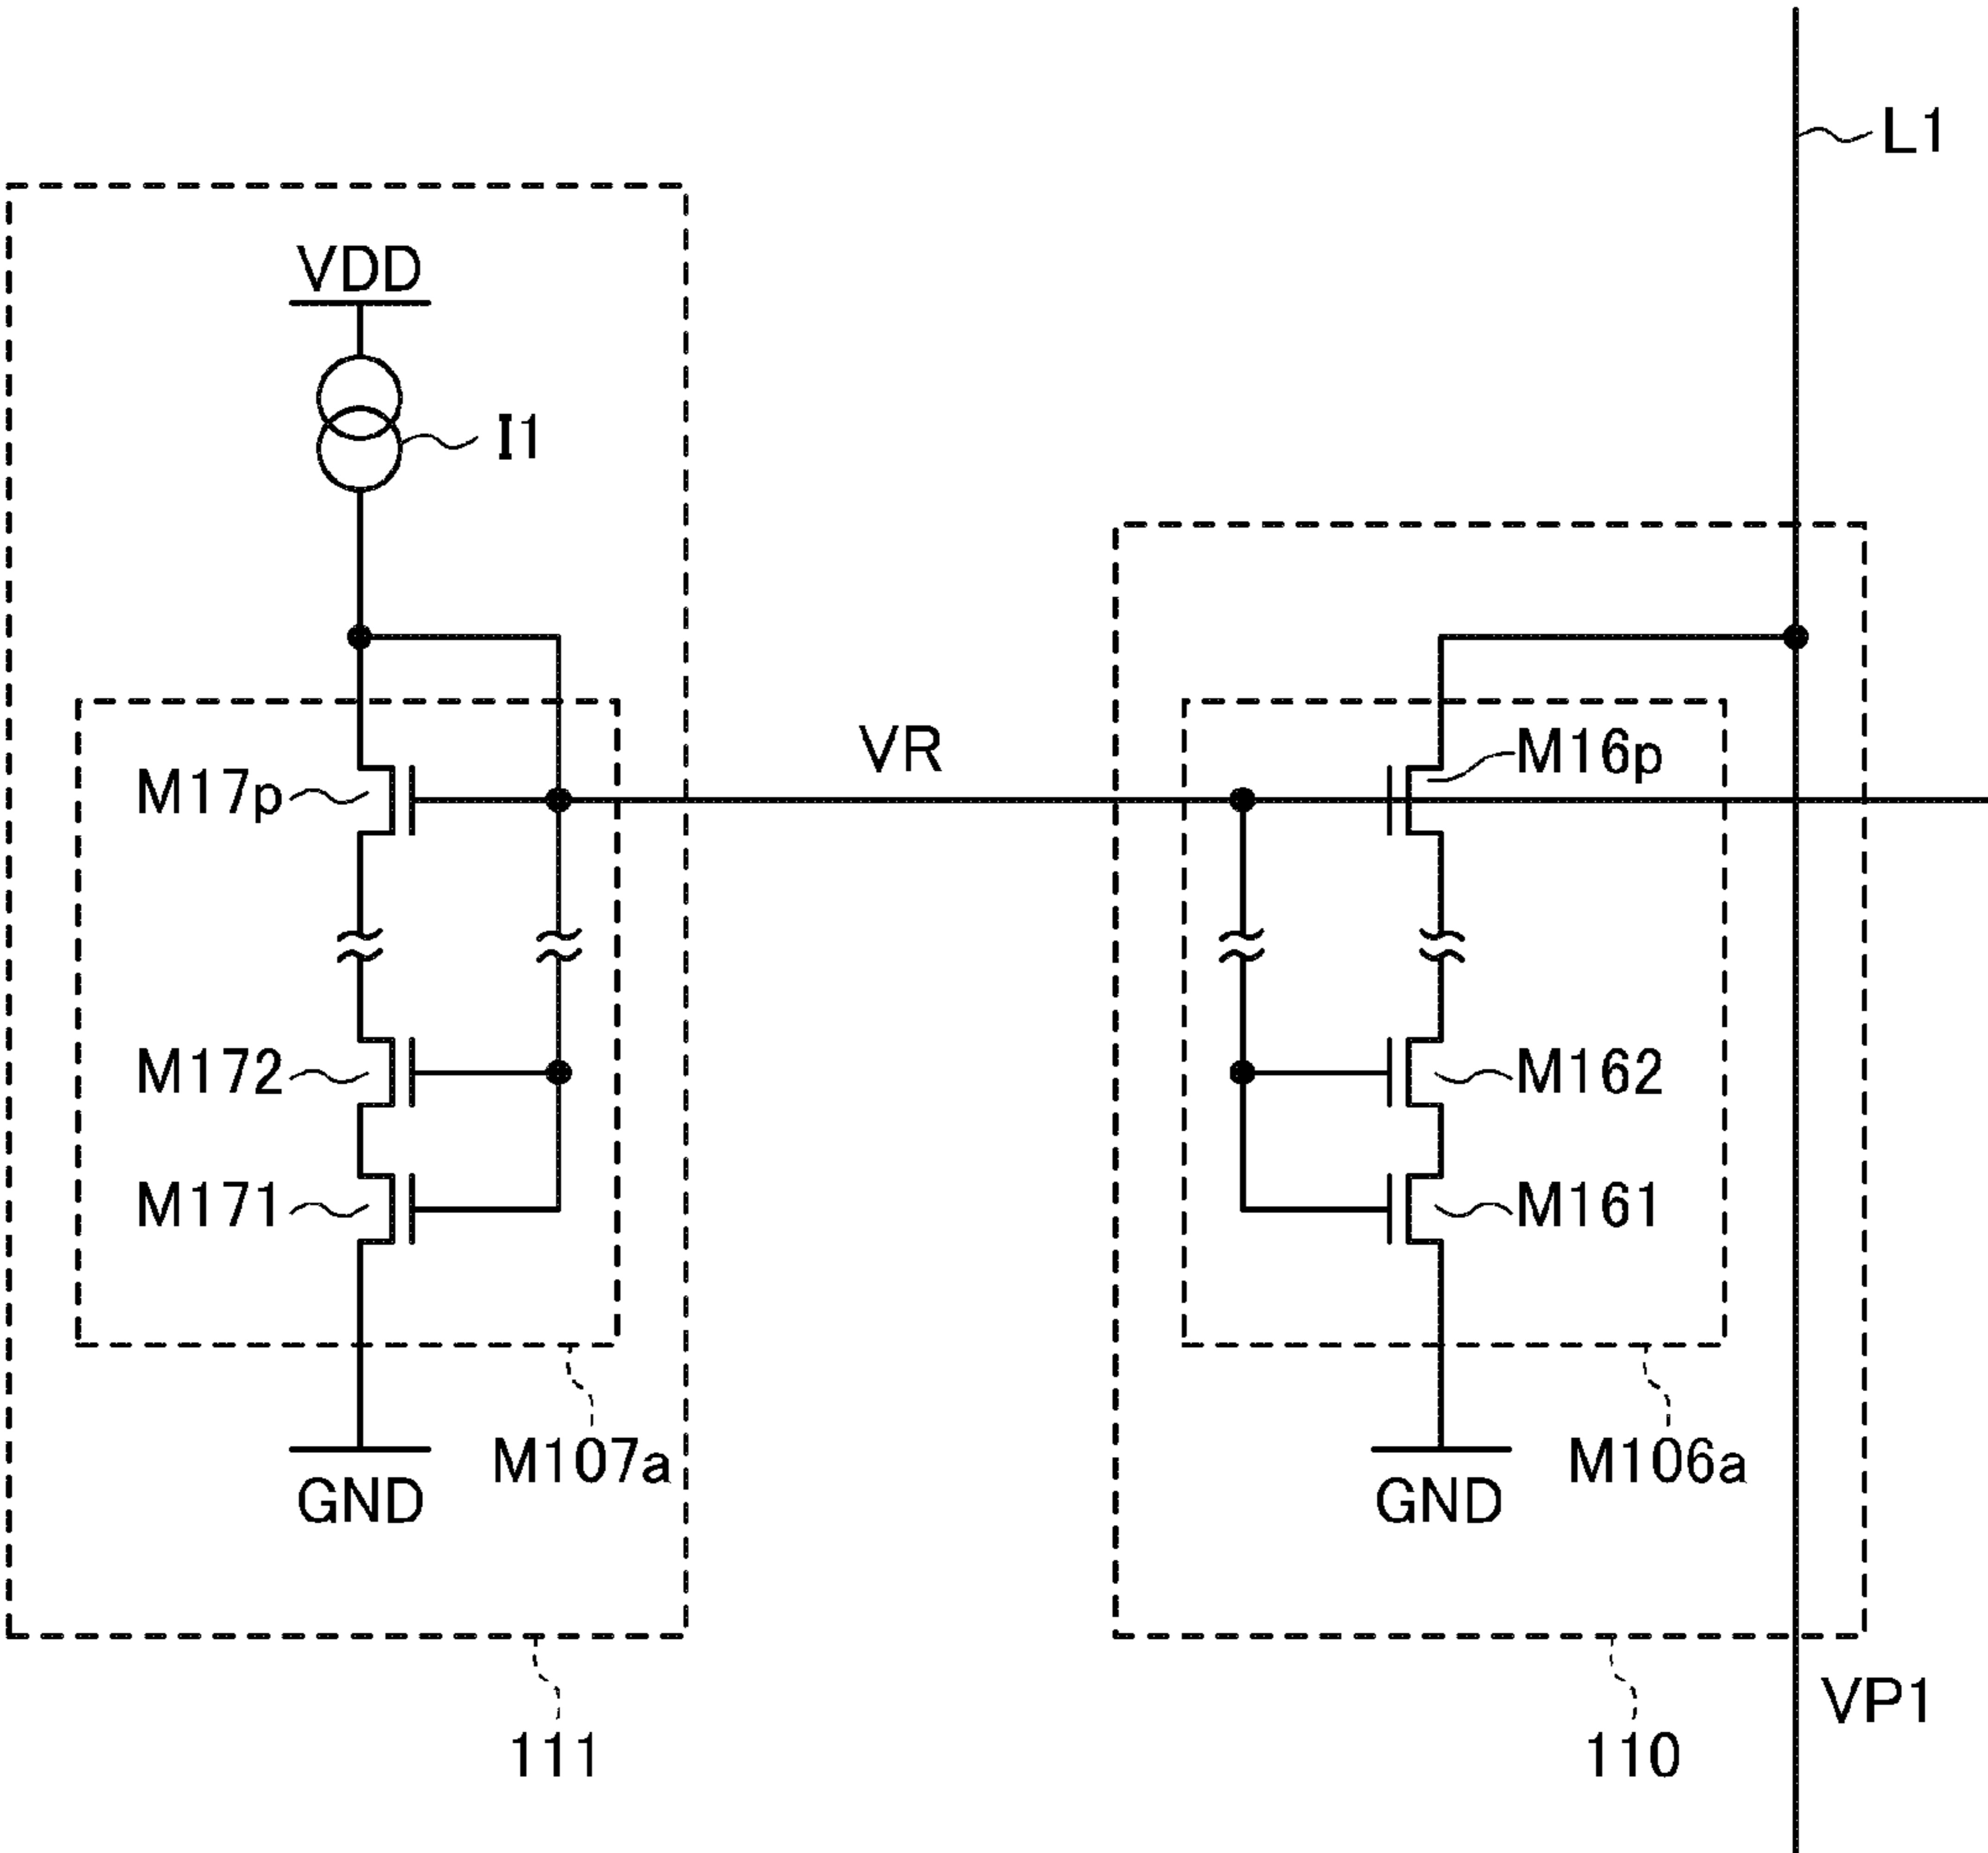 L1
VDD
I1
VR
M16p
M17p
M172
M162
M171
M161
M107a
M106a
GND
GND
VP1
111
110